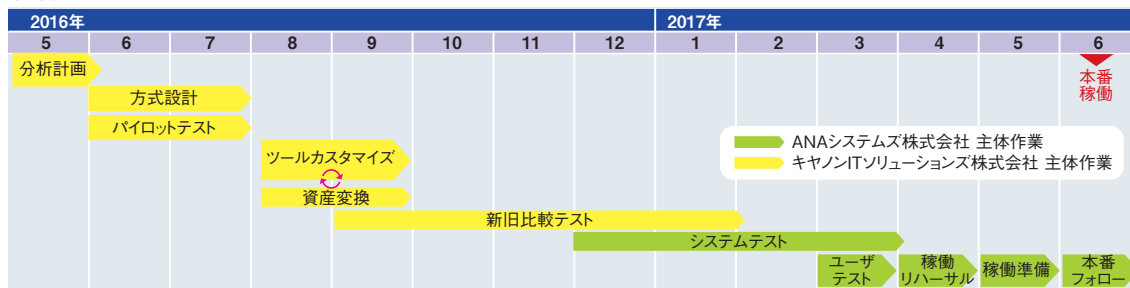 2016年 2017年
5 6 7 8 9 10 11 12 1 2 3 4 5 6
分析計画
本番
稼働
方式設計
パイロットテスト
ANAシステムズ株式会社 主体作業
ツールカスタマイズ
キヤノンITソリューションズ株式会社 主体作業
資産変換
新旧比較テスト
システムテスト
ユーザ
テスト
稼働
リハーサル
稼働準備
本番
フォロー